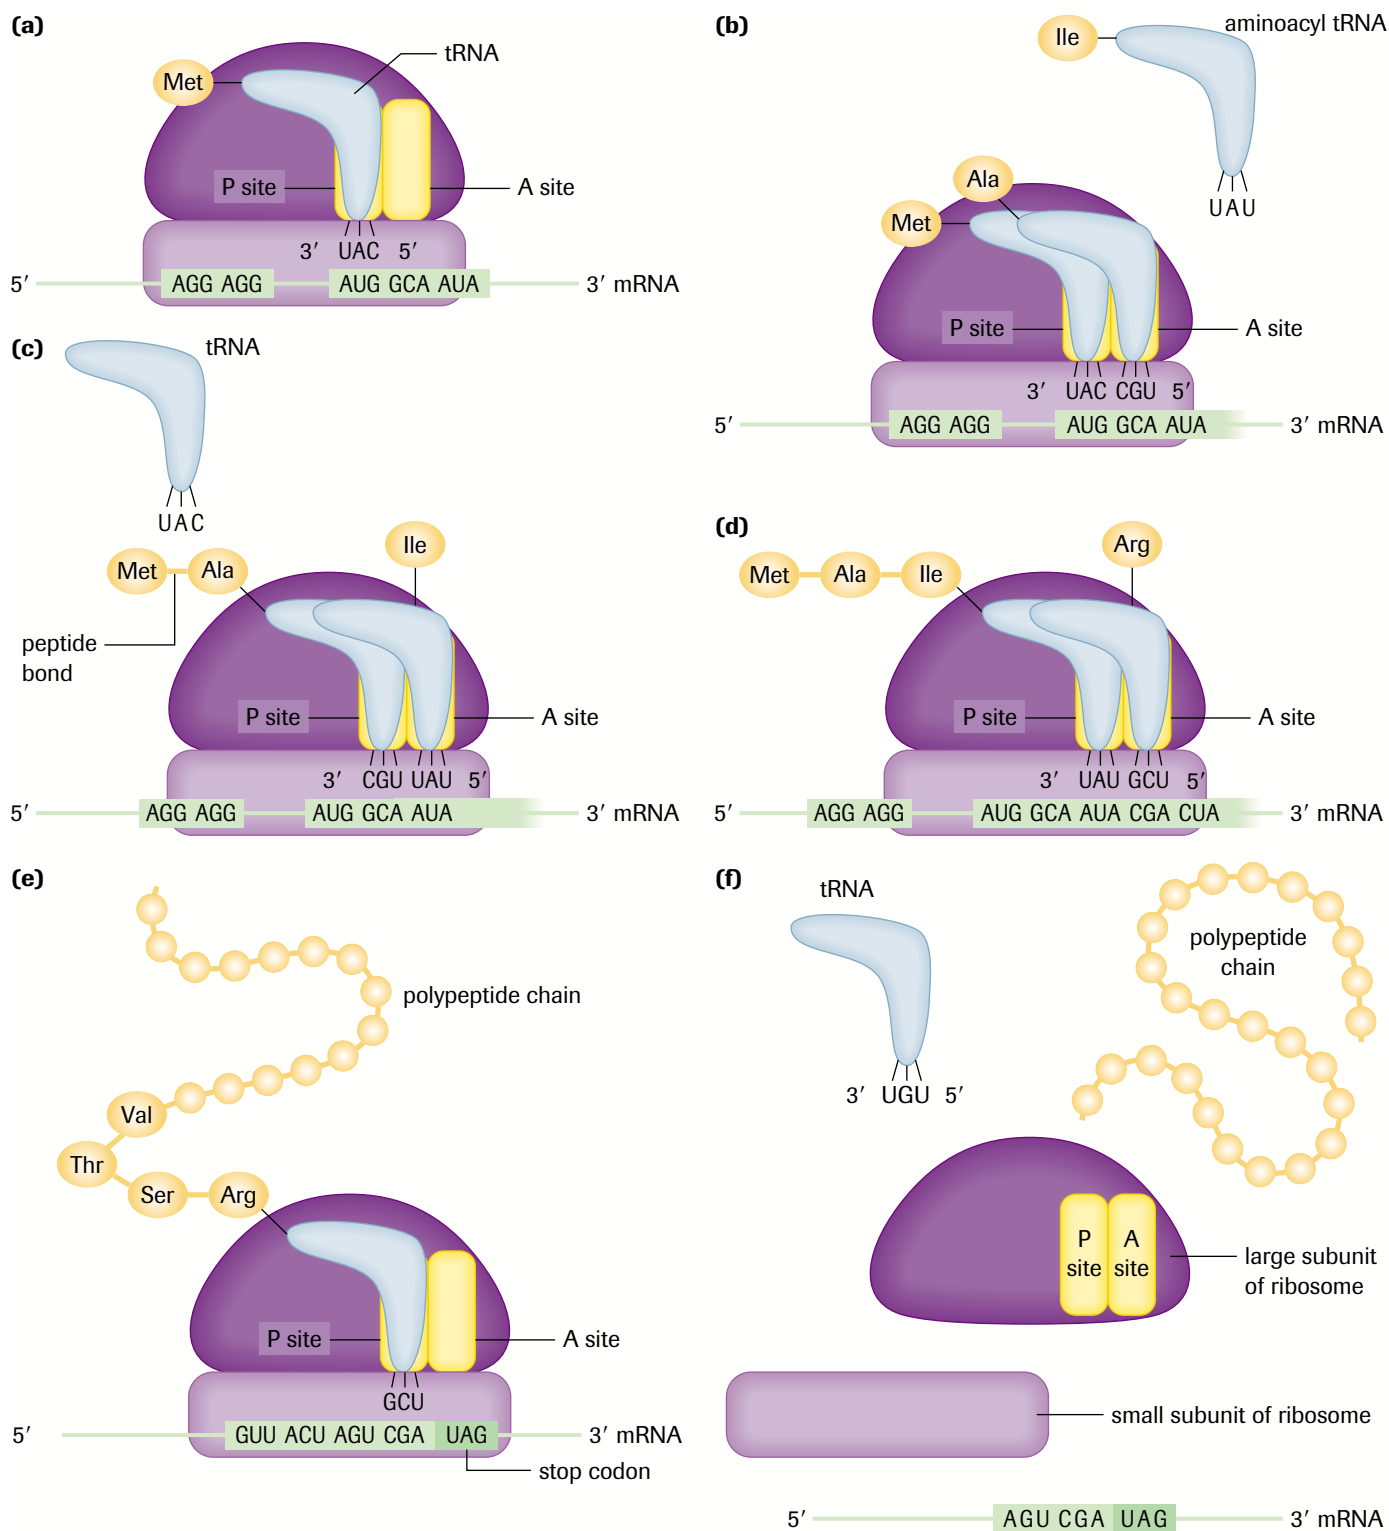 (a)
tRNA
Met
P site
A site
3′ UAC 5′
5′ AGG AGG AUG GCA AUA 3′ mRNA
(b)
Ile
aminoacyl tRNA
UAU
Ala
Met
P site
A site
3′ UAC CGU 5′
5′ AGG AGG AUG GCA AUA 3′ mRNA
(c)
tRNA
UAC
Met Ala
Ile
peptide
bond
P site
A site
3′ CGU UAU 5′
5′ AGG AGG AUG GCA AUA 3′ mRNA
(d)
Arg
Met Ala Ile
P site
A site
3′ UAU GCU 5′
5′ AGG AGG AUG GCA AUA CGA CUA 3′ mRNA
(e)
polypeptide chain
Val
Thr
Ser Arg
P site
A site
GCU
5′ GUU ACU AGU CGA UAG 3′ mRNA
stop codon
(f)
tRNA
polypeptide
chain
3′ UGU 5′
P
site
A
site
large subunit
of ribosome
small subunit of ribosome
5′ AGU CGA UAG 3′ mRNA